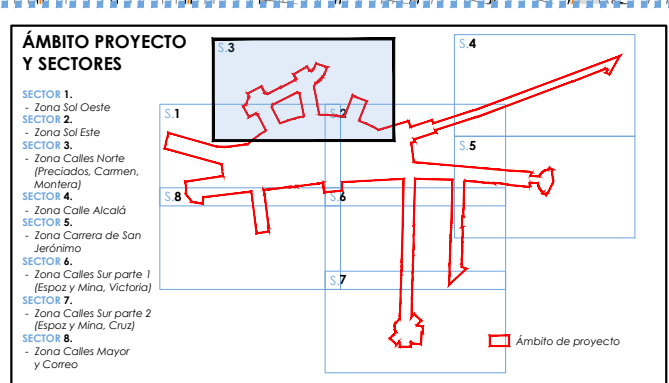 ÁMBITO PROYECTO
Y SECTORES
SECTOR 1.
- Zona Sol Oeste
SECTOR 2.
- Zona Sol Este
SECTOR 3.
- Zona Calles Norte
(Preciados, Carmen,
Montera)
SECTOR 4.
- Zona Calle Alcalá
SECTOR 5.
- Zona Carrera de San
Jerónimo
SECTOR 6.
- Zona Calles Sur parte 1
(Espoz y Mina, Victoria)
SECTOR 7.
- Zona Calles Sur parte 2
(Espoz y Mina, Cruz)
SECTOR 8.
- Zona Calles Mayor
y Correo
S.3
S.4
S.1
S.2
S.5
S.8
S.6
S.7
Ámbito de proyecto